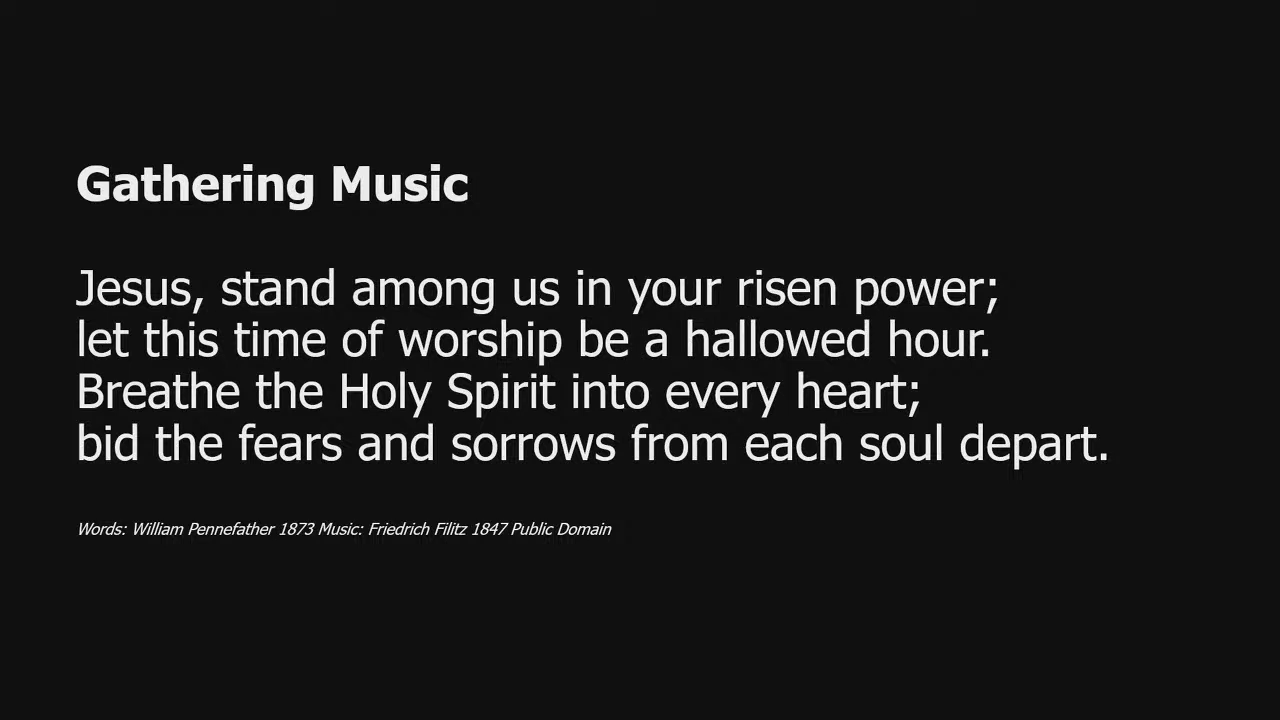 Gathering Music
Jesus, stand among us in your risen power;
let this time of worship be a hallowed hour.
Breathe the Holy Spirit into every heart;
bid the fears and sorrows from each soul depart.
Words: William Pennefather 1873 Music: Friedrich Filitz 1847 Public Domain